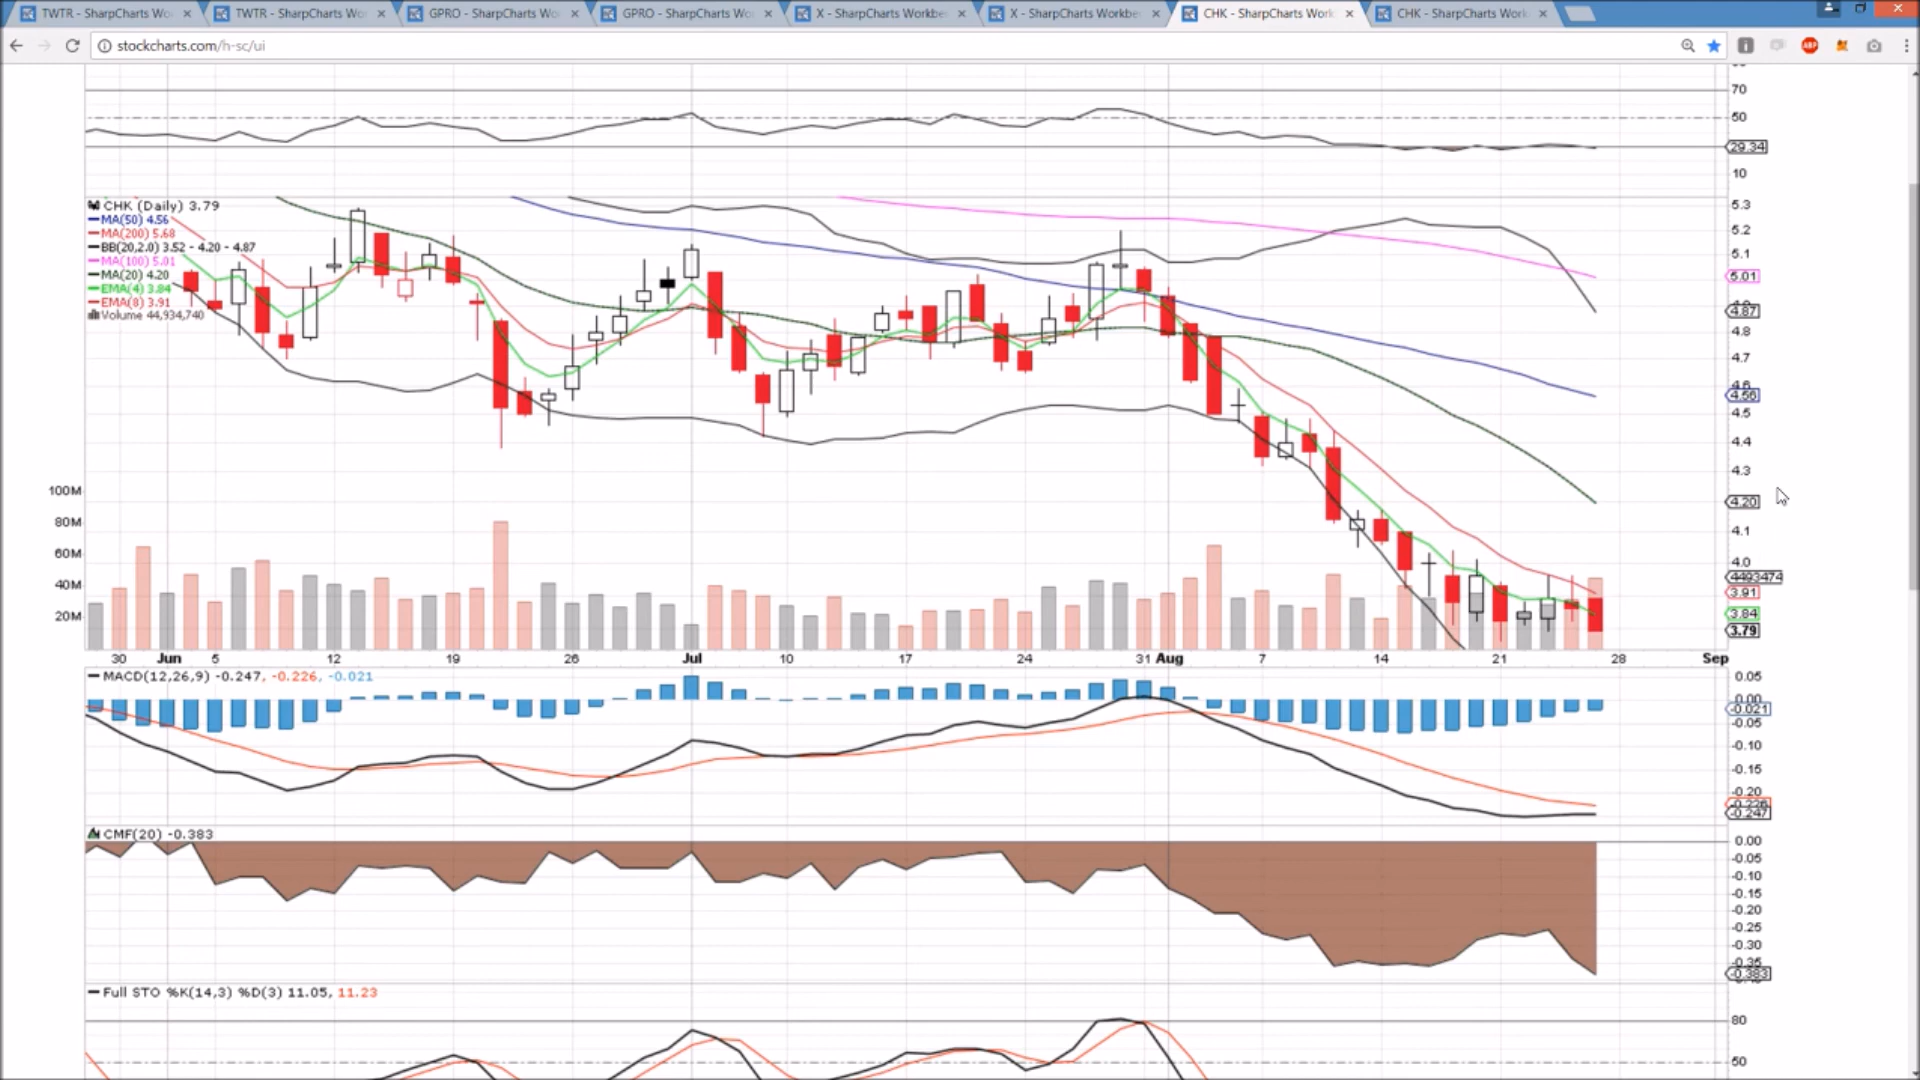 TWTR - SharpCharts Wo
TWTR - SharpCharts Wo
GPRO - SharpCharts Wo
GPRO - SharpCharts Wo
X - SharpCharts Workbe
X - SharpCharts Workbe
CHK - SharpCharts Work
CHK - SharpCharts Work
stockcharts.com/h-sc/ui
ABP
70
50
29.34
10
CHK (Daily) 3.79
MA(50) 4.56
MA(200) 5.68
BB(20,2.0) 3.52 - 4.20 - 4.87
MA(100) 5.01
MA(20) 4.20
EMA(4) 3.84
EMA(8) 3.91
Volume 44,934,740
5.3
5.2
5.1
5.01
4.87
4.8
4.7
4.56
4.5
4.4
4.3
4.20
4.1
4.0
4493474
3.91
3.84
3.79
100M
80M
60M
40M
20M
30 Jun 5 12 19 26 Jul 10 17 24 31 Aug 7 14 21 28 Sep
MACD(12,26,9) -0.247, -0.226, -0.021
0.05
0.00
-0.021
-0.05
-0.10
-0.15
-0.20
-0.226
-0.247
CMF(20) -0.383
0.00
-0.05
-0.10
-0.15
-0.20
-0.25
-0.30
-0.35
-0.383
Full STO %K(14,3) %D(3) 11.05, 11.23
80
50